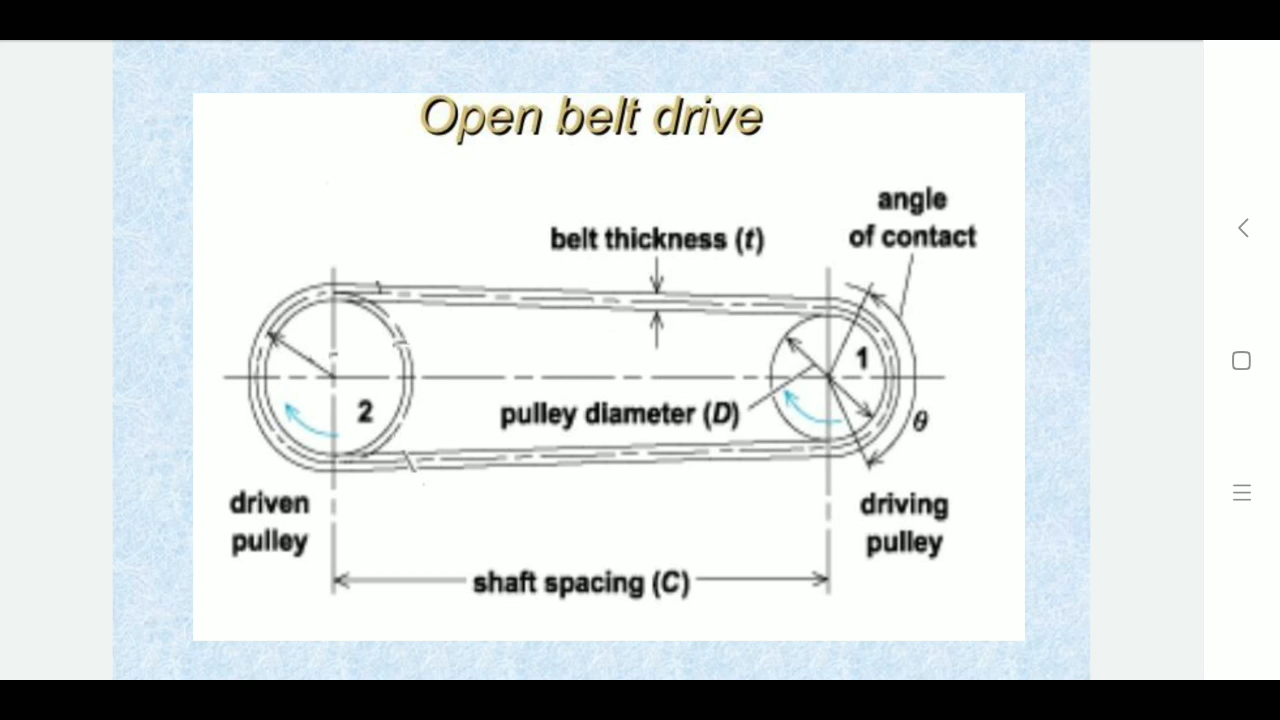 Open belt drive
angle
of contact
belt thickness (t)
1
2
pulley diameter (D)
θ
driven
pulley
driving
pulley
shaft spacing (C)